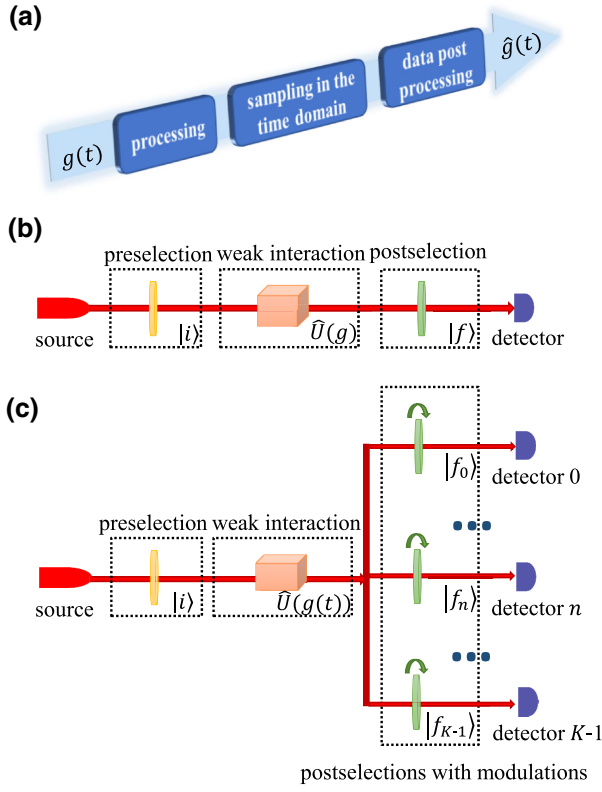 (a)
g(t)
processing
sampling in the
time domain
data post
processing
ĝ(t)
(b)
preselection weak interaction postselection
source
|i⟩
Û(g)
|f⟩
detector
(c)
|f₀⟩
detector 0
preselection weak interaction
source
|i⟩
Û(g(t))
|fₙ⟩
detector n
|f_{K-1}⟩
detector K-1
postselections with modulations